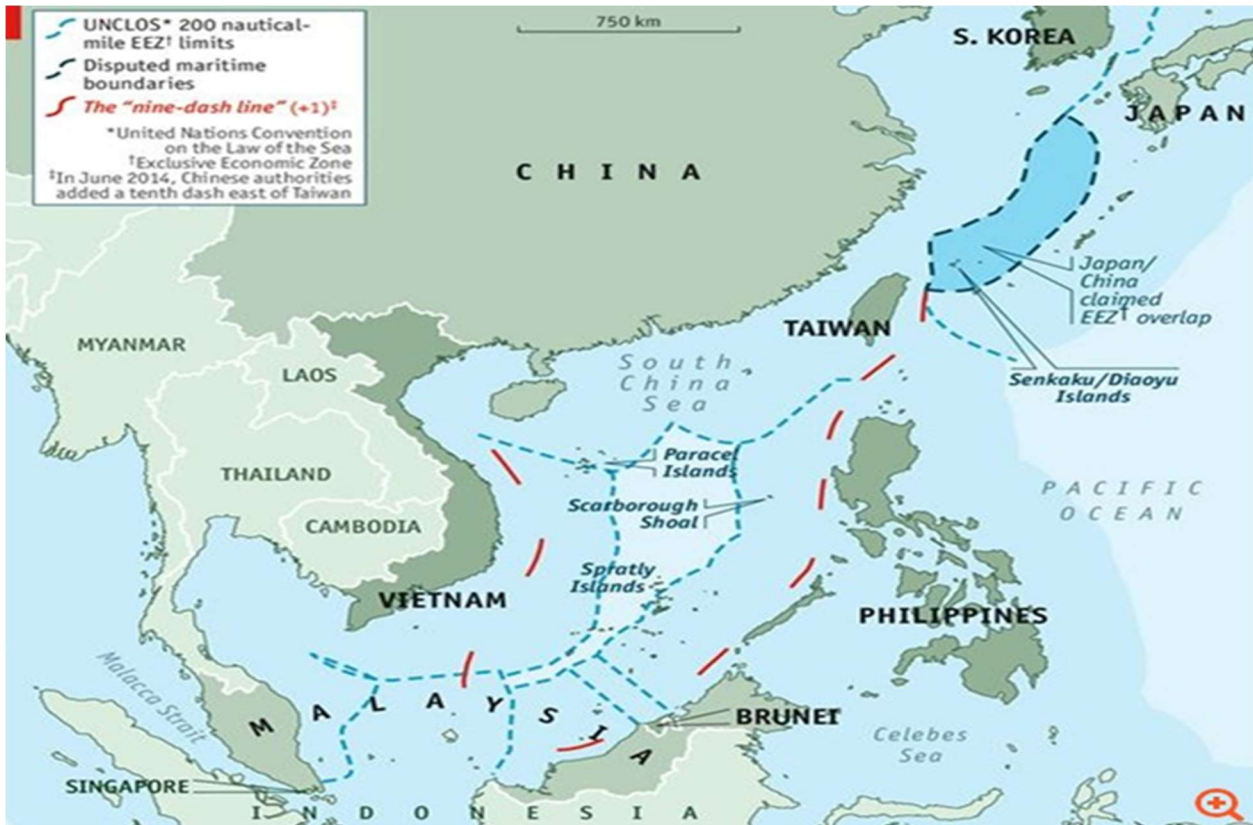 UNCLOS* 200 nautical-
mile EEZ† limits
Disputed maritime
boundaries
The "nine-dash line" (+1)‡
*United Nations Convention
on the Law of the Sea
†Exclusive Economic Zone
‡In June 2014, Chinese authorities
added a tenth dash east of Taiwan
750 km
S. KOREA
JAPAN
CHINA
Japan/
China
claimed
EEZ† overlap
TAIWAN
MYANMAR
LAOS
South
China
Sea
Senkaku/Diaoyu
Islands
THAILAND
Paracel
Islands
CAMBODIA
Scarborough
Shoal
PACIFIC
OCEAN
Spratly
Islands
VIETNAM
PHILIPPINES
Malacca Strait
MALAYSIA
BRUNEI
Celebes
Sea
SINGAPORE
INDONESIA